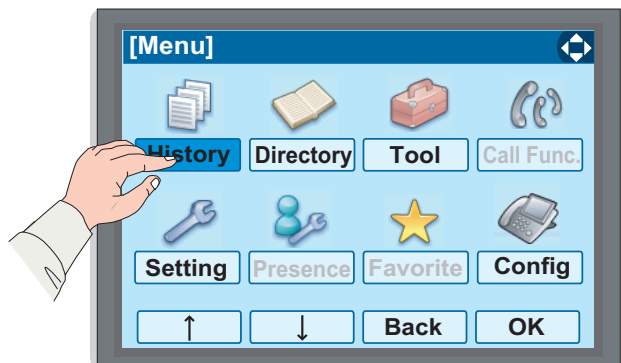 [Menu]
History Directory Tool Call Func.
Setting Presence Favorite Config
↑ ↓ Back OK